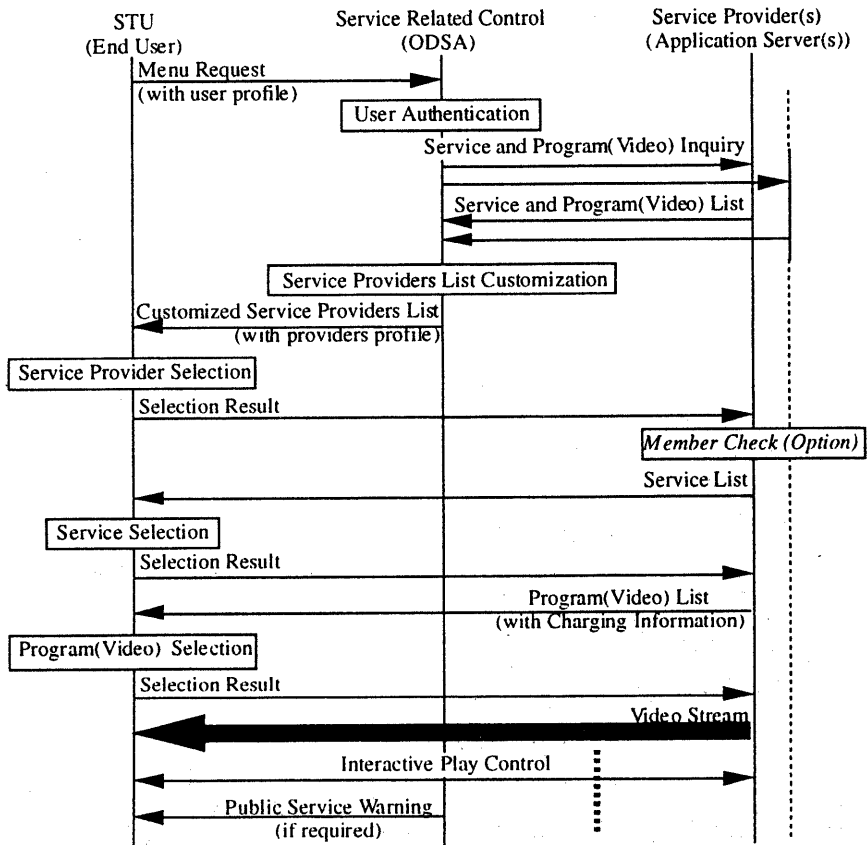 STU
(End User)
Service Related Control
(ODSA)
Service Provider(s)
(Application Server(s))
Menu Request
(with user profile)
User Authentication
Service and Program(Video) Inquiry
Service and Program(Video) List
Service Providers List Customization
Customized Service Providers List
(with providers profile)
Service Provider Selection
Selection Result
Member Check (Option)
Service List
Service Selection
Selection Result
Program(Video) List
(with Charging Information)
Program(Video) Selection
Selection Result
Video Stream
Interactive Play Control
Public Service Warning
(if required)